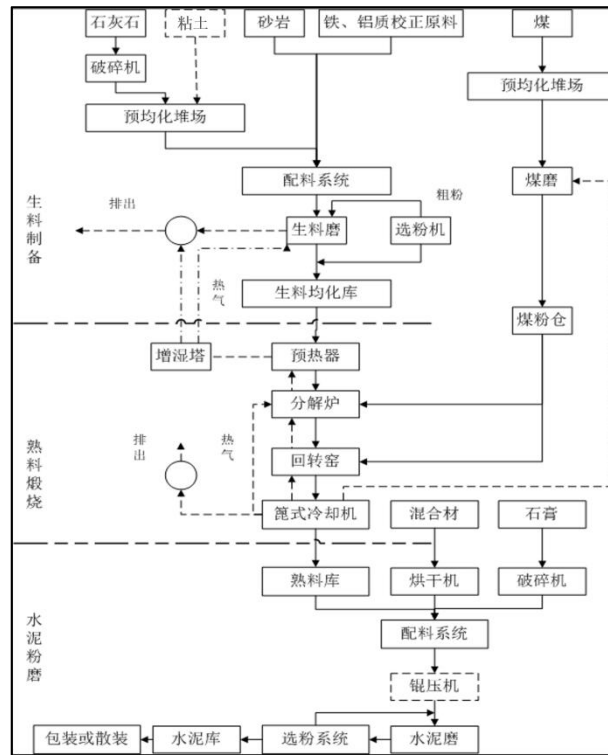 石灰石
粘土
砂岩
铁、铝质校正原料
煤
破碎机
预均化堆场
预均化堆场
配料系统
煤磨
粗粉
生料制备
排出
生料磨
选粉机
热气
生料均化库
煤粉仓
增湿塔
预热器
分解炉
熟料煅烧
排出
热气
回转窑
篦式冷却机
混合材
石膏
熟料库
烘干机
破碎机
水泥粉磨
配料系统
辊压机
包装或散装
水泥库
选粉系统
水泥磨